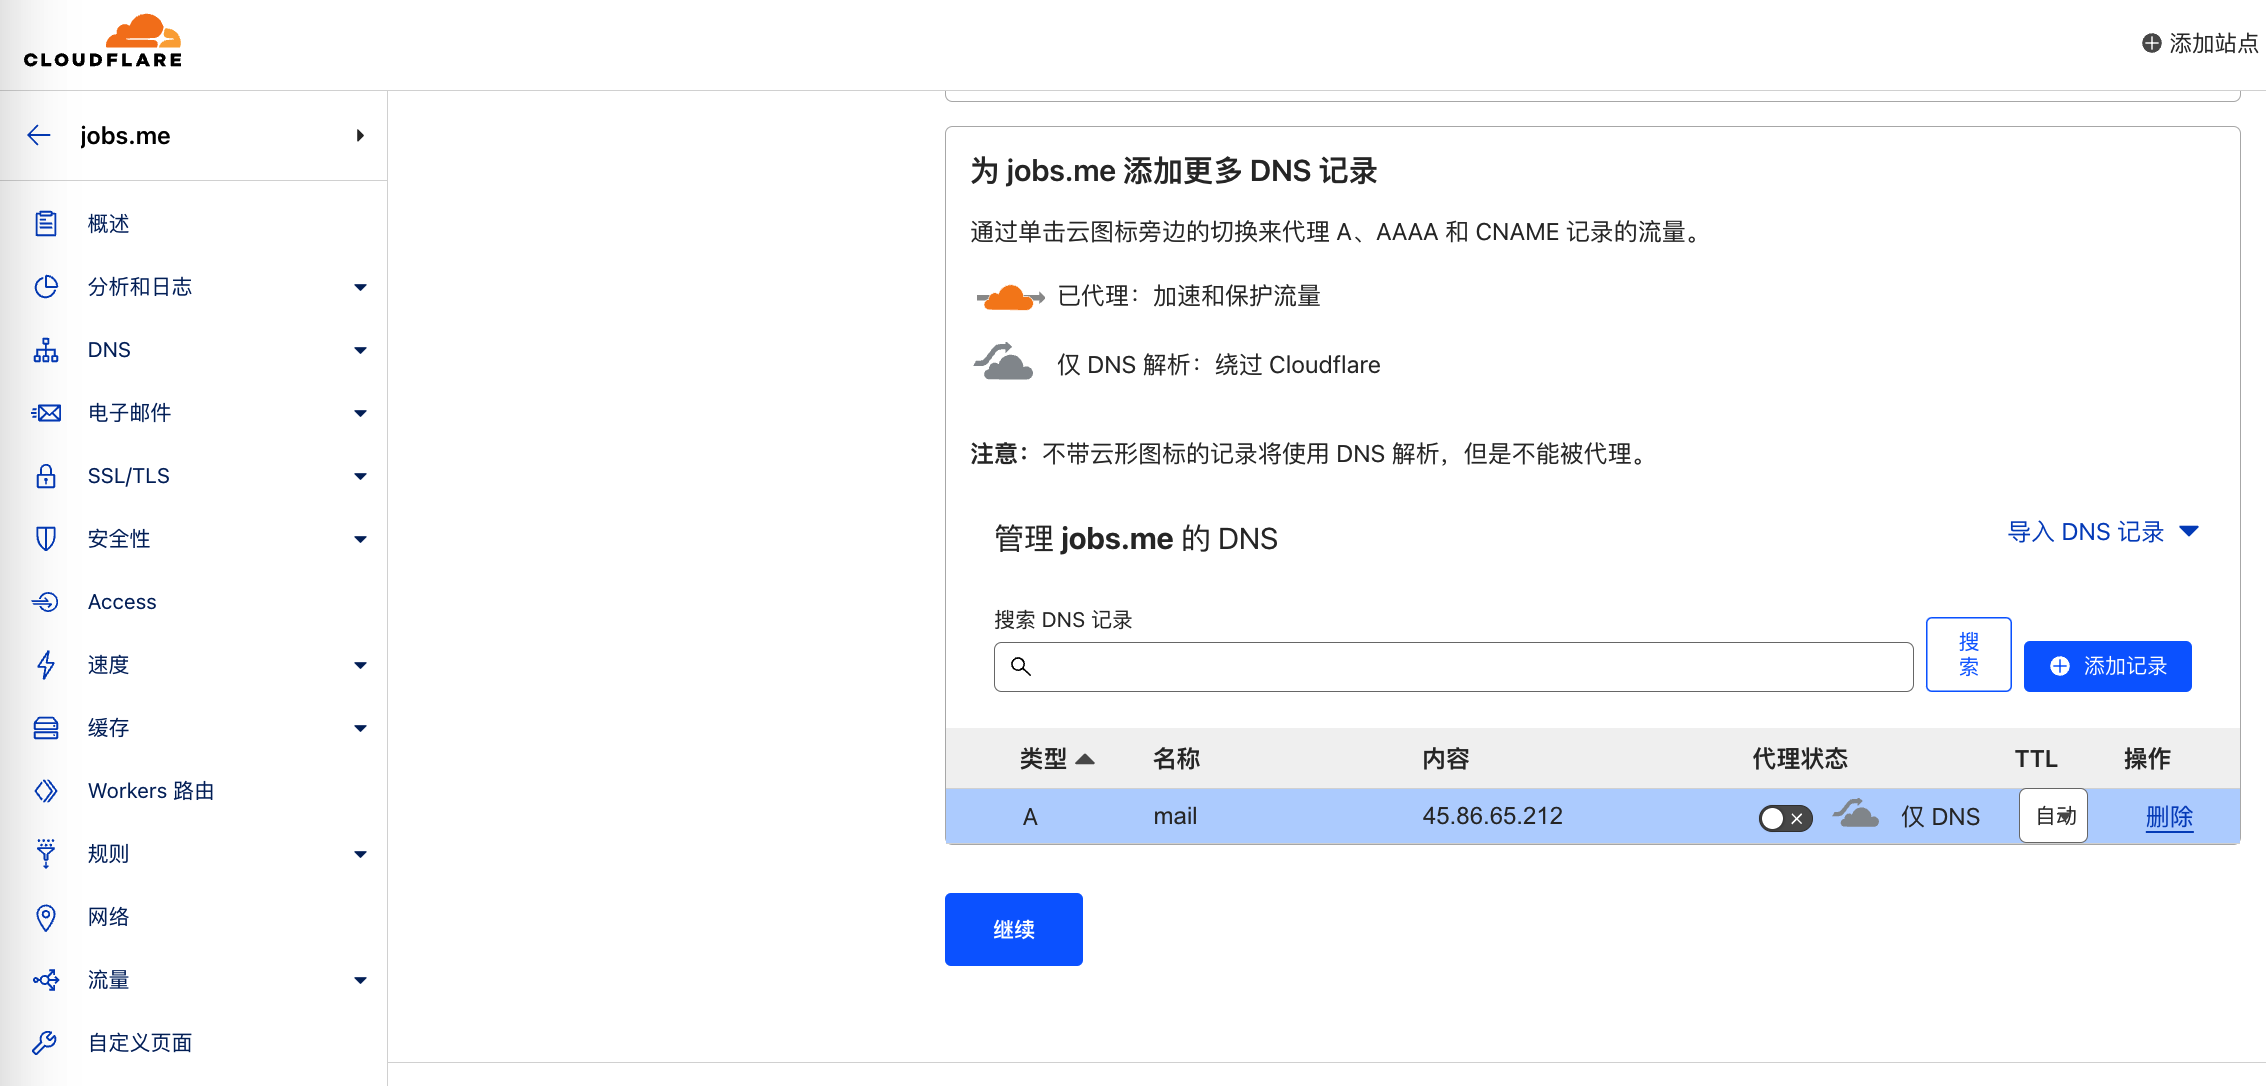 CLOUDFLARE
添加站点
jobs.me
概述
分析和日志
DNS
电子邮件
SSL/TLS
安全性
Access
速度
缓存
Workers 路由
规则
网络
流量
自定义页面
为 jobs.me 添加更多 DNS 记录
通过单击云图标旁边的切换来代理 A、AAAA 和 CNAME 记录的流量。
已代理：加速和保护流量
仅 DNS 解析：绕过 Cloudflare
注意：不带云形图标的记录将使用 DNS 解析，但是不能被代理。
管理 jobs.me 的 DNS
导入 DNS 记录
搜索 DNS 记录
搜
索
添加记录
类型 名称 内容 代理状态 TTL 操作
A mail 45.86.65.212 仅 DNS 自动 删除
继续